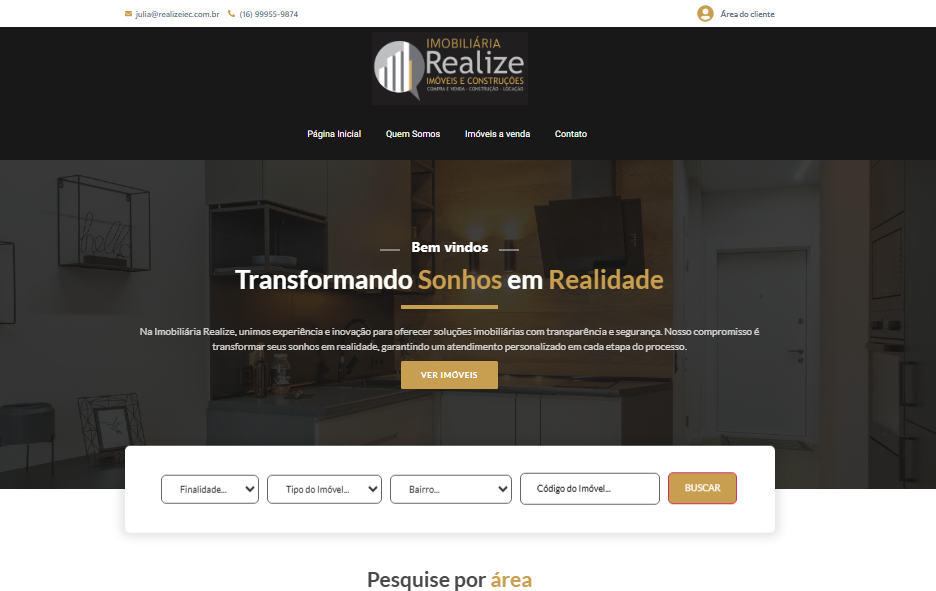 julia@realizeiec.com.br (16) 99955-9874 Área do cliente
IMOBILIÁRIA
Realize
IMÓVEIS E CONSTRUÇÕES
COMPRA E VENDA - CONSTRUÇÃO - LOCAÇÃO
Página Inicial Quem Somos Imóveis a venda Contato
hello
Bem vindos
Transformando Sonhos em Realidade
Na Imobiliária Realize, unimos experiência e inovação para oferecer soluções imobiliárias com transparência e segurança. Nosso compromisso é
transformar seus sonhos em realidade, garantindo um atendimento personalizado em cada etapa do processo.
VER IMÓVEIS
Finalidade... Tipo do Imóvel... Bairro... Código do Imóvel... BUSCAR
Pesquise por área